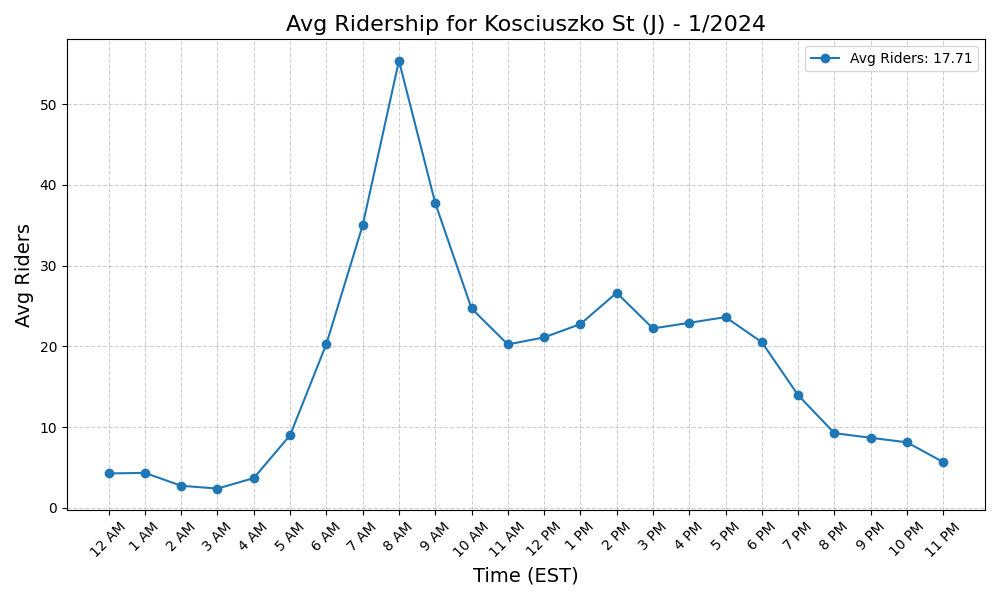 Avg Ridership for Kosciuszko St (J) - 1/2024
Avg Riders: 17.71
Avg Riders
50
40
30
20
10
0
12 AM
1 AM
2 AM
3 AM
4 AM
5 AM
6 AM
7 AM
8 AM
9 AM
10 AM
11 AM
12 PM
1 PM
2 PM
3 PM
4 PM
5 PM
6 PM
7 PM
8 PM
9 PM
10 PM
11 PM
Time (EST)